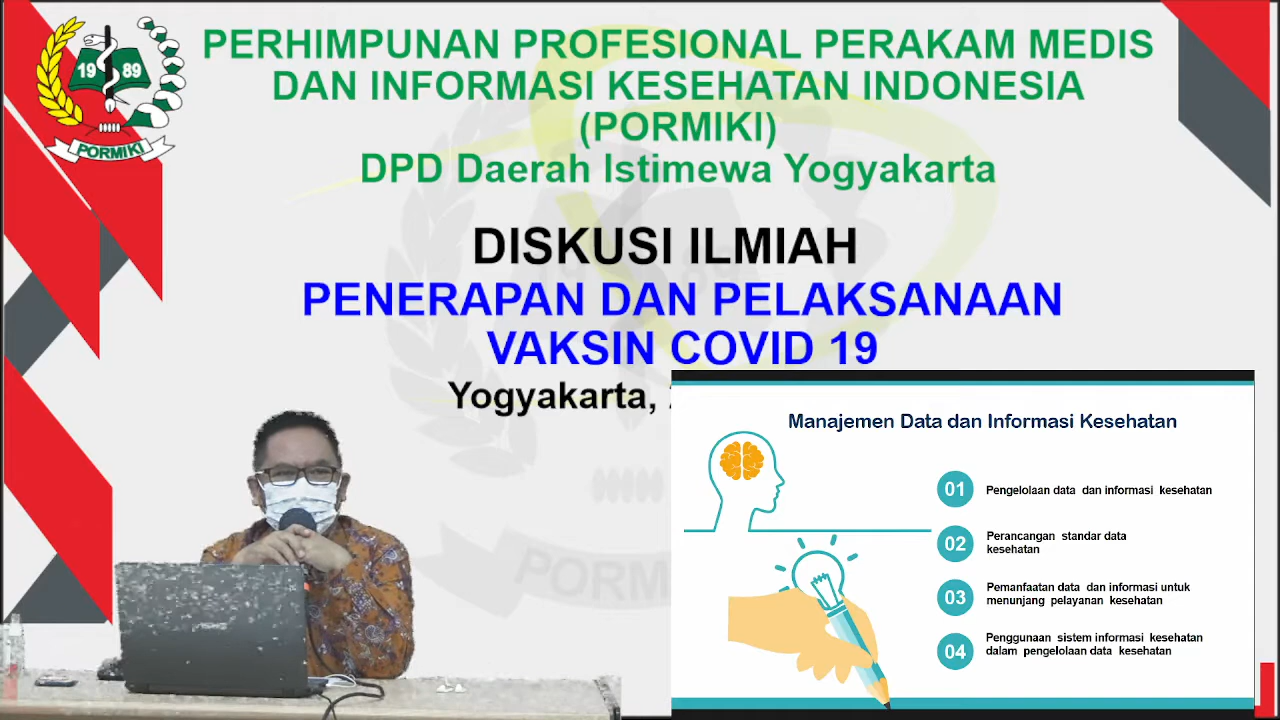 PERHIMPUNAN PROFESIONAL PERAKAM MEDIS
DAN INFORMASI KESEHATAN INDONESIA
(PORMIKI)
DPD Daerah Istimewa Yogyakarta
19 89
PORMIKI
DISKUSI ILMIAH
PENERAPAN DAN PELAKSANAAN
VAKSIN COVID 19
Yogyakarta,
Manajemen Data dan Informasi Kesehatan
01 Pengelolaan data dan informasi kesehatan
02 Perancangan standar data
kesehatan
03 Pemanfaatan data dan informasi untuk
menunjang pelayanan kesehatan
04 Penggunaan sistem informasi kesehatan
dalam pengelolaan data kesehatan